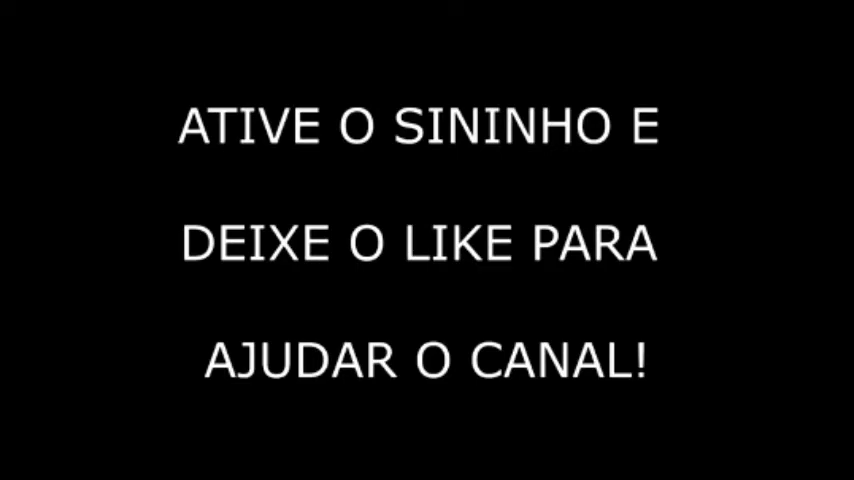 ATIVE O SININHO E
DEIXE O LIKE PARA
AJUDAR O CANAL!